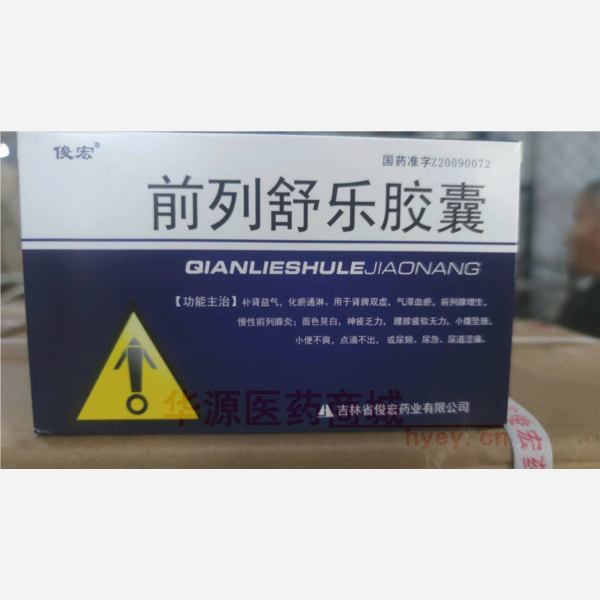 俊宏®
国药准字Z20090072
前列舒乐胶囊
QIANLIESHULEJIAONANG
【功能主治】补肾益气，化瘀通淋。用于肾脾双虚，气滞血瘀，前列腺增生，
慢性前列腺炎；面色㿠白，神疲乏力，腰膝疲软无力，小腹坠胀，
小便不爽，点滴不出，或尿频、尿急、尿道涩痛。
吉林省俊宏药业有限公司
华源医药商城
hyey.cn
俊宏